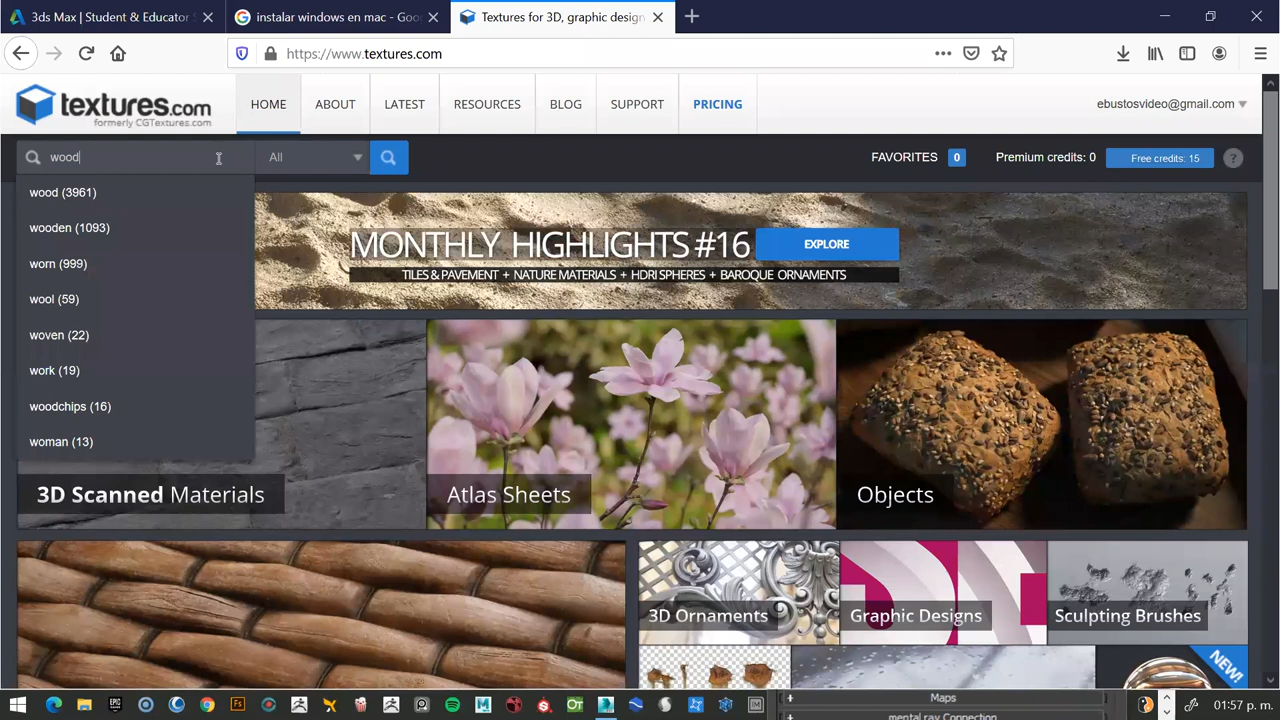 3ds Max | Student & Educator
instalar windows en mac - Goo
Textures for 3D, graphic design
https://www.textures.com
textures.com
formerly CGTextures.com
HOME
ABOUT
LATEST
RESOURCES
BLOG
SUPPORT
PRICING
ebustosvideo@gmail.com
wood
All
FAVORITES 0
Premium credits: 0
Free credits: 15
?
wood (3961)
wooden (1093)
worn (999)
wool (59)
woven (22)
work (19)
woodchips (16)
woman (13)
MONTHLY HIGHLIGHTS #16
EXPLORE
TILES & PAVEMENT + NATURE MATERIALS + HDRI SPHERES + BAROQUE ORNAMENTS
3D Scanned Materials
Atlas Sheets
Objects
3D Ornaments
Graphic Designs
Sculpting Brushes
NEW!
+ Maps
+ mental ray Connection
01:57 p. m.